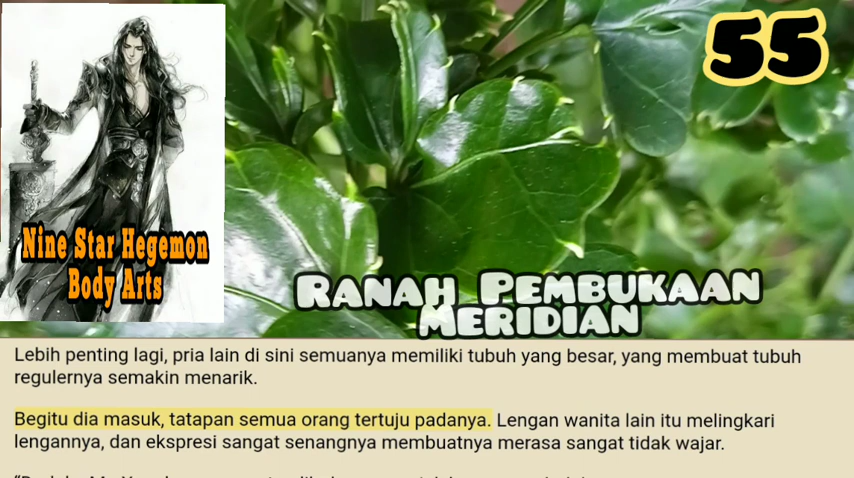 55
Nine Star Hegemon
Body Arts
Ranah Pembukaan
Meridian
Lebih penting lagi, pria lain di sini semuanya memiliki tubuh yang besar, yang membuat tubuh
regulernya semakin menarik.
Begitu dia masuk, tatapan semua orang tertuju padanya. Lengan wanita lain itu melingkari
lengannya, dan ekspresi sangat senangnya membuatnya merasa sangat tidak wajar.